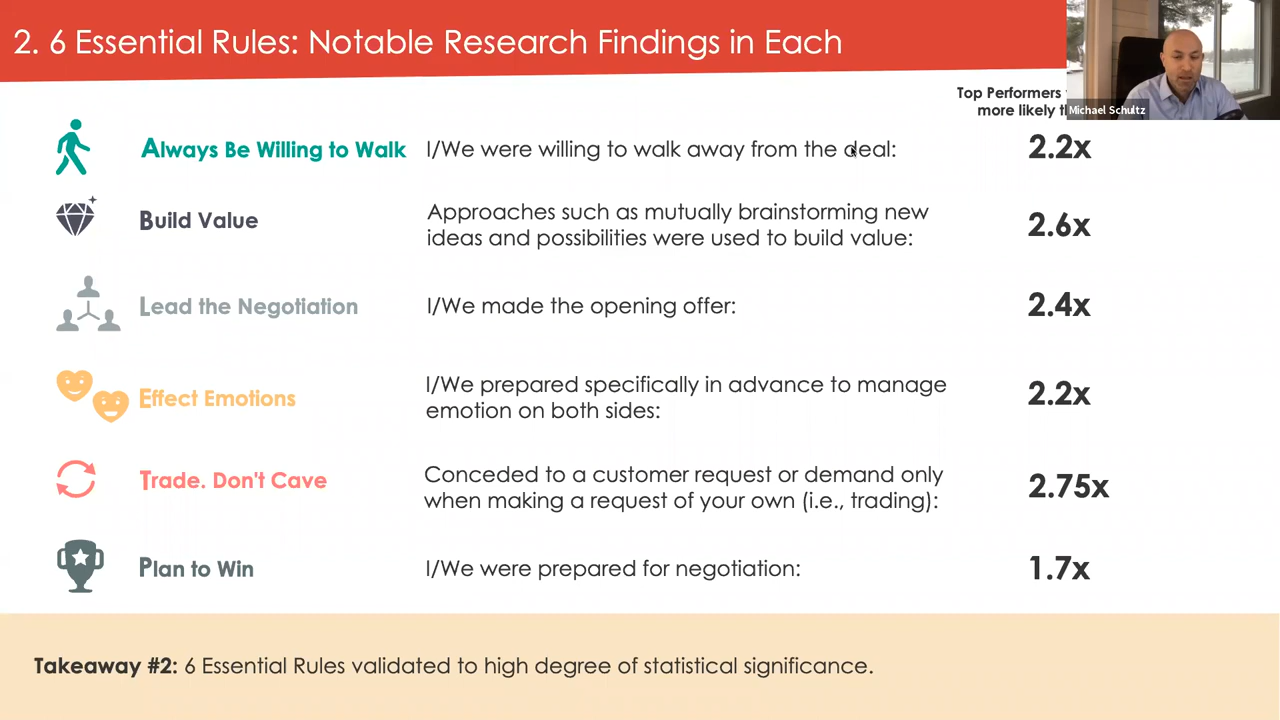 2. 6 Essential Rules: Notable Research Findings in Each
Top Performers
more likely
Michael Schultz
Always Be Willing to Walk
I/We were willing to walk away from the deal:
2.2x
Build Value
Approaches such as mutually brainstorming new
ideas and possibilities were used to build value:
2.6x
Lead the Negotiation
I/We made the opening offer:
2.4x
Effect Emotions
I/We prepared specifically in advance to manage
emotion on both sides:
2.2x
Trade. Don't Cave
Conceded to a customer request or demand only
when making a request of your own (i.e., trading):
2.75x
Plan to Win
I/We were prepared for negotiation:
1.7x
Takeaway #2: 6 Essential Rules validated to high degree of statistical significance.